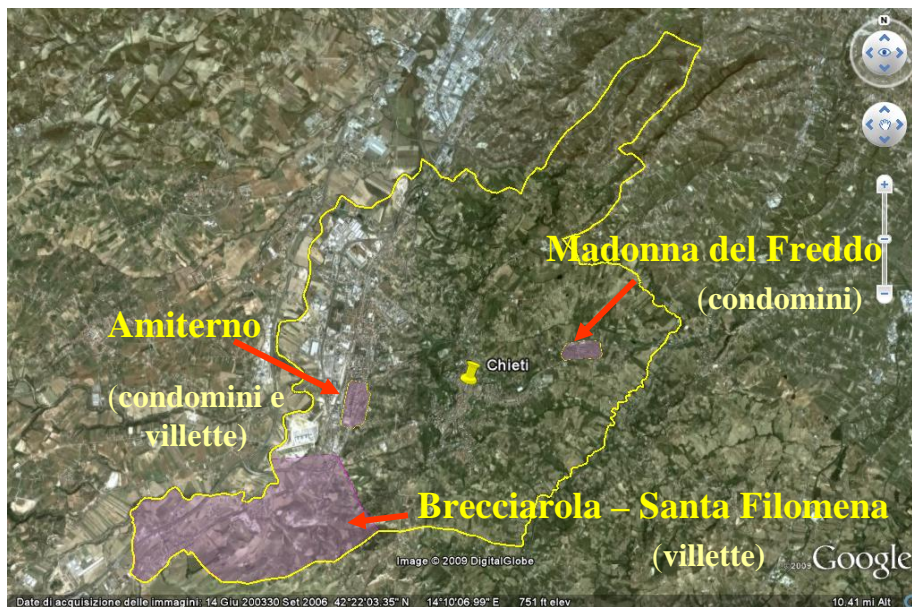 N
Madonna del Freddo
(condomini)
Amiterno
(condomini e
villette)
Chieti
Brecciarola – Santa Filomena
(villette)
Image © 2009 DigitalGlobe
© 2009 Google
Date di acquisizione delle immagini: 14 Giu 200330 Set 2006 42°22'03.35" N 14°10'06.99" E 751 ft elev 10.41 mi Alt